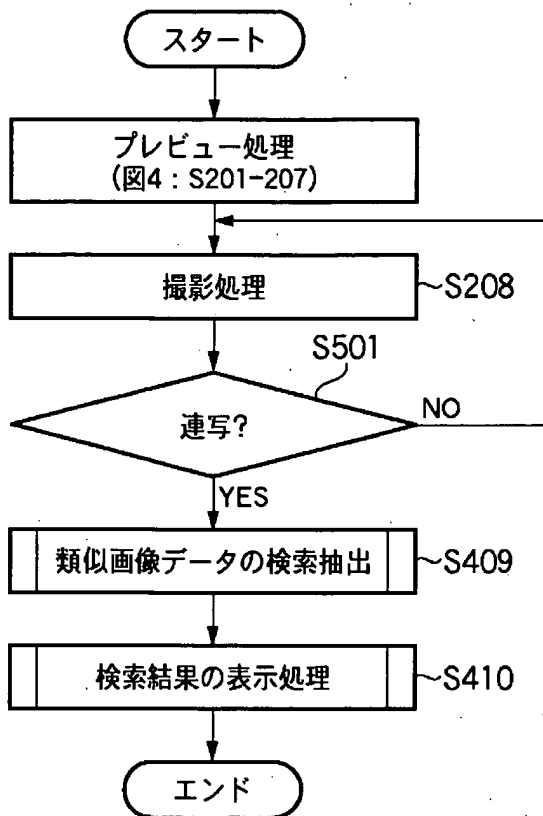 スタート
プレビュー処理
(図4：S201-207)
撮影処理
S208
S501
連写?
NO
YES
類似画像データの検索抽出
S409
検索結果の表示処理
S410
エンド